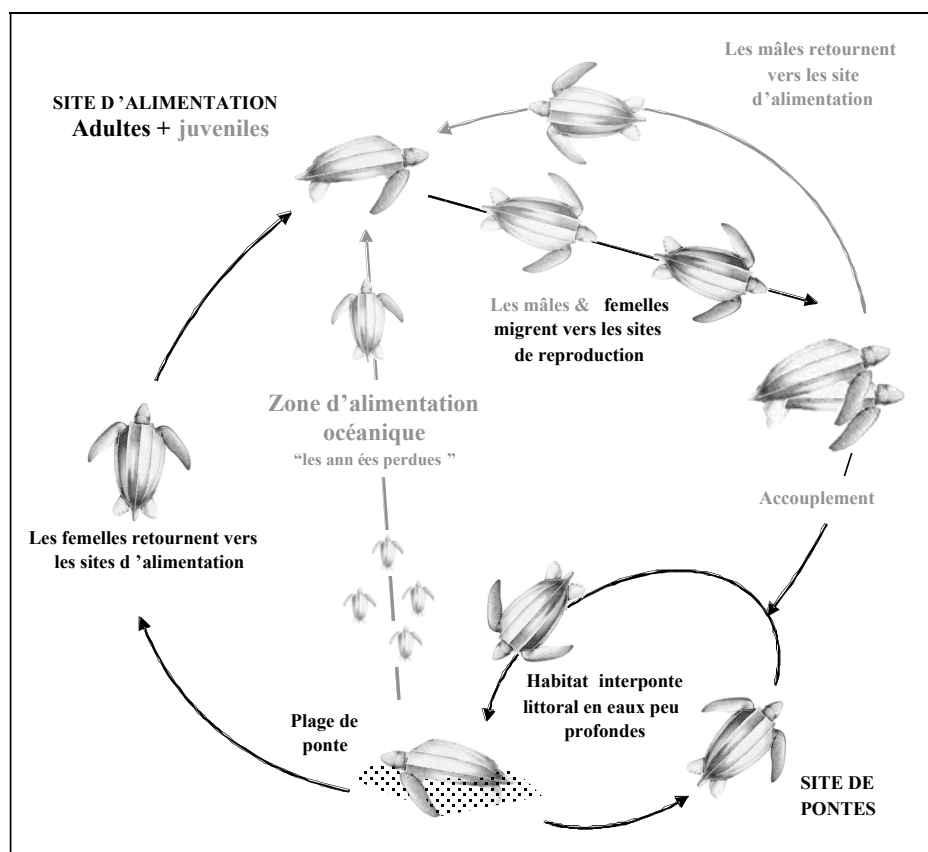 Les mâles retournent
vers les site
d'alimentation
SITE D ’ALIMENTATION
Adultes + juveniles
Les mâles & femelles
migrent vers les sites
de reproduction
Zone d’alimentation
océanique
“les ann ées perdues ”
Accouplement
Les femelles retournent vers
les sites d ’alimentation
Habitat interponte
littoral en eaux peu
profondes
Plage de
ponte
SITE DE
PONTES